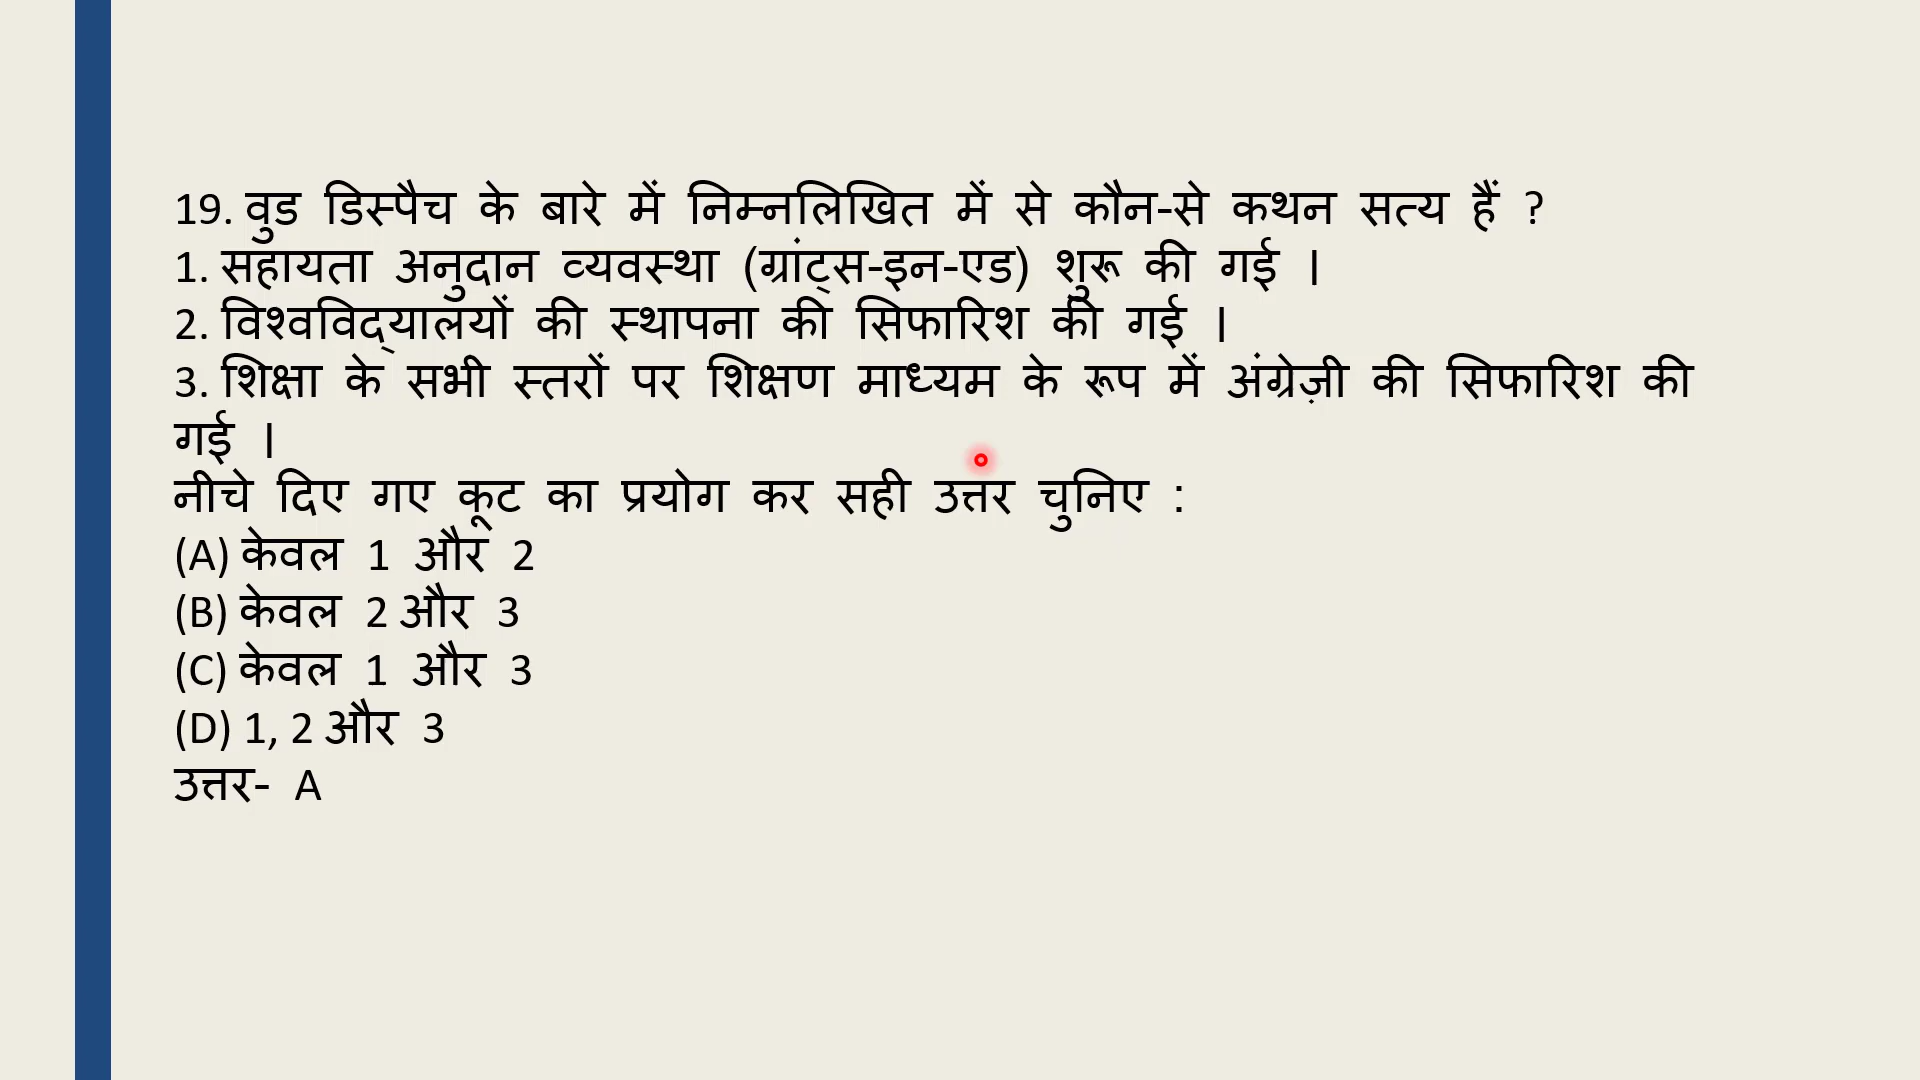 19. वुड डिस्पैच के बारे में निम्नलिखित में से कौन-से कथन सत्य हैं ?
1. सहायता अनुदान व्यवस्था (ग्रांट्स-इन-एड) शुरू की गई ।
2. विश्वविद्यालयों की स्थापना की सिफारिश की गई ।
3. शिक्षा के सभी स्तरों पर शिक्षण माध्यम के रूप में अंग्रेज़ी की सिफारिश की
गई ।
नीचे दिए गए कूट का प्रयोग कर सही उत्तर चुनिए :
(A) केवल 1 और 2
(B) केवल 2 और 3
(C) केवल 1 और 3
(D) 1, 2 और 3
उत्तर- A